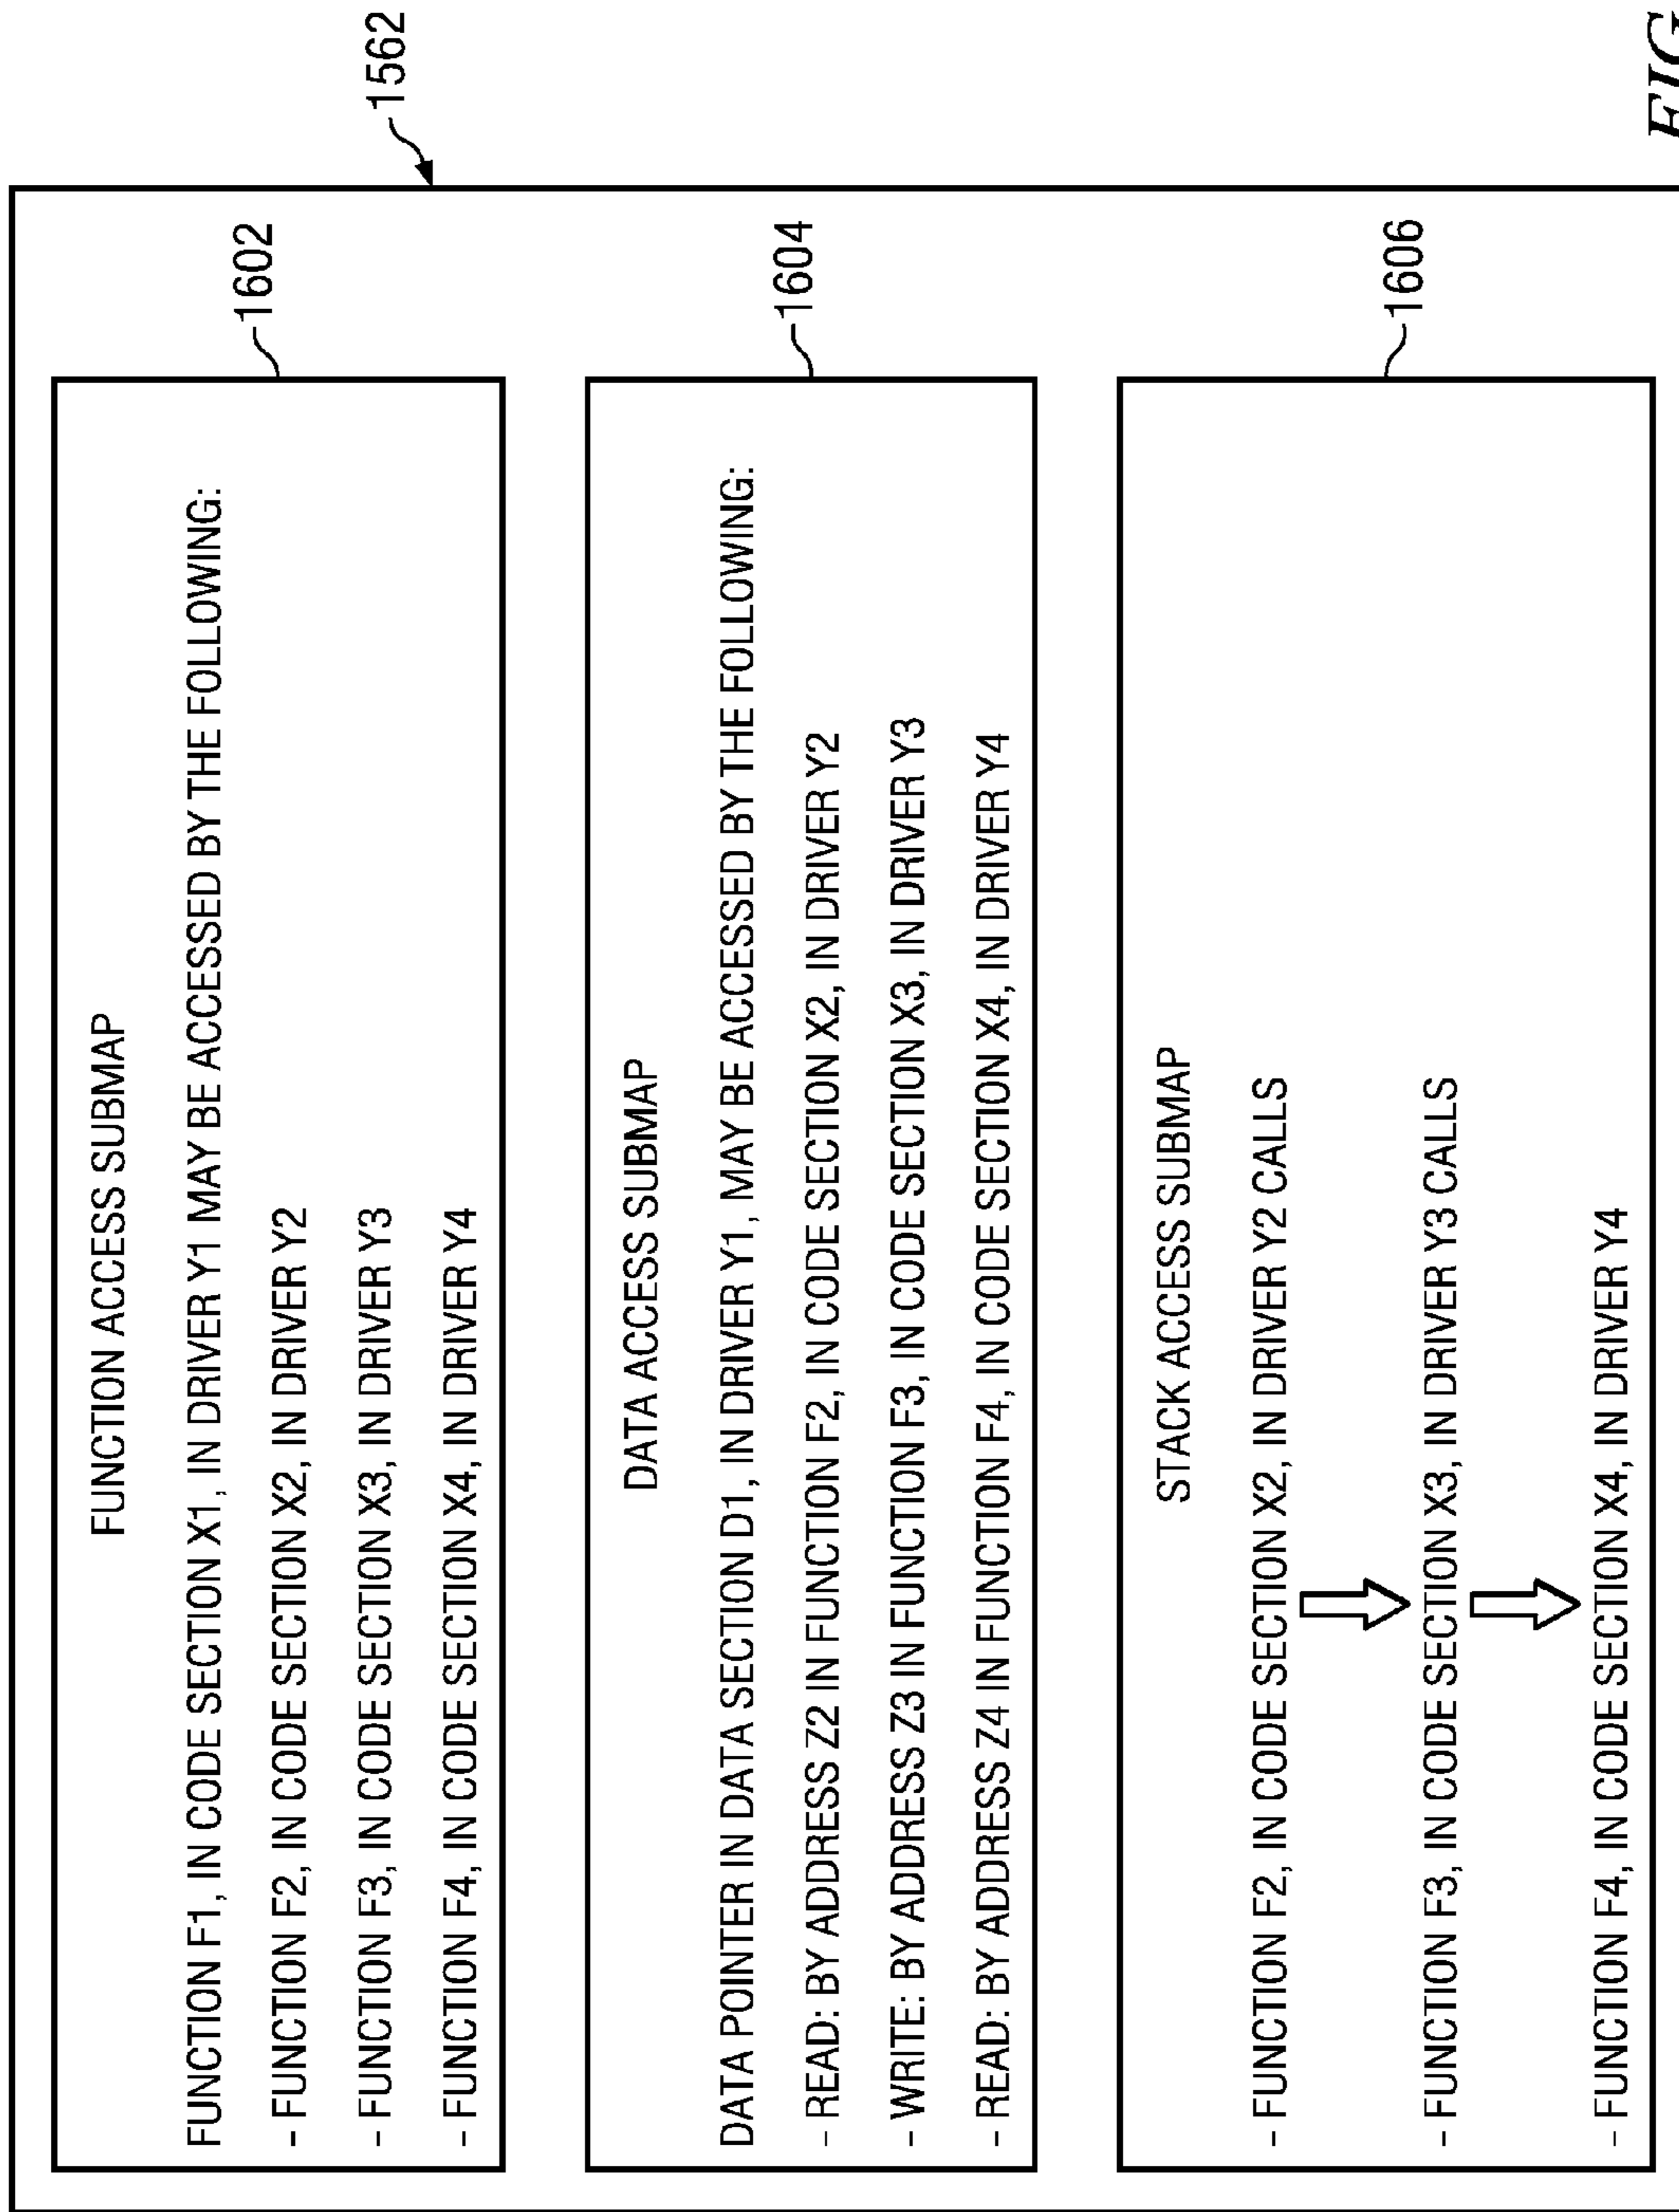 1562
FUNCTION ACCESS SUBMAP
1602
FUNCTION F1, IN CODE SECTION X1, IN DRIVER Y1 MAY BE ACCESSED BY THE FOLLOWING:
- FUNCTION F2, IN CODE SECTION X2, IN DRIVER Y2
- FUNCTION F3, IN CODE SECTION X3, IN DRIVER Y3
- FUNCTION F4, IN CODE SECTION X4, IN DRIVER Y4
DATA ACCESS SUBMAP
1604
DATA POINTER IN DATA SECTION D1, IN DRIVER Y1, MAY BE ACCESSED BY THE FOLLOWING:
- READ: BY ADDRESS Z2 IN FUNCTION F2, IN CODE SECTION X2, IN DRIVER Y2
- WRITE: BY ADDRESS Z3 IN FUNCTION F3, IN CODE SECTION X3, IN DRIVER Y3
- READ: BY ADDRESS Z4 IN FUNCTION F4, IN CODE SECTION X4, IN DRIVER Y4
STACK ACCESS SUBMAP
1606
- FUNCTION F2, IN CODE SECTION X2, IN DRIVER Y2 CALLS
- FUNCTION F3, IN CODE SECTION X3, IN DRIVER Y3 CALLS
- FUNCTION F4, IN CODE SECTION X4, IN DRIVER Y4
FIG